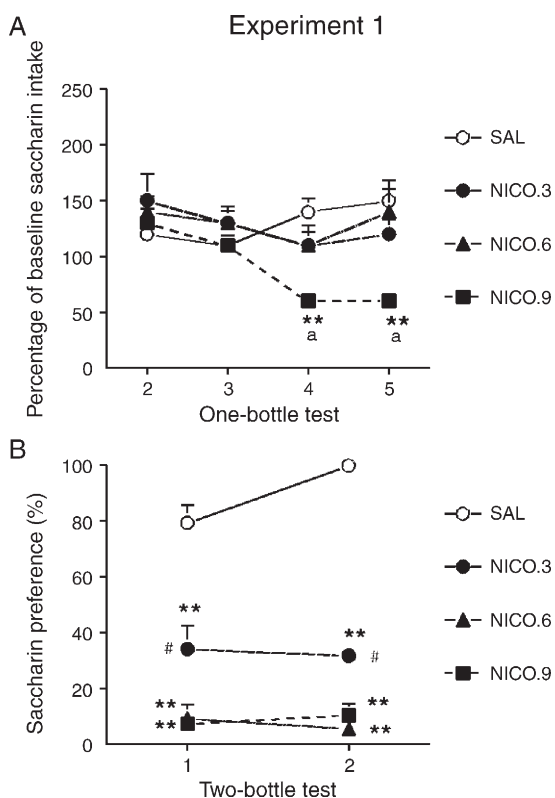 A
Experiment 1
Percentage of baseline saccharin intake
250
200
150
100
50
0
**
a
**
a
2 3 4 5
One-bottle test
SAL
NICO.3
NICO.6
NICO.9
B
Saccharin preference (%)
100
80
60
40
20
0
**
#
**
#
**
**
**
**
1 2
Two-bottle test
SAL
NICO.3
NICO.6
NICO.9